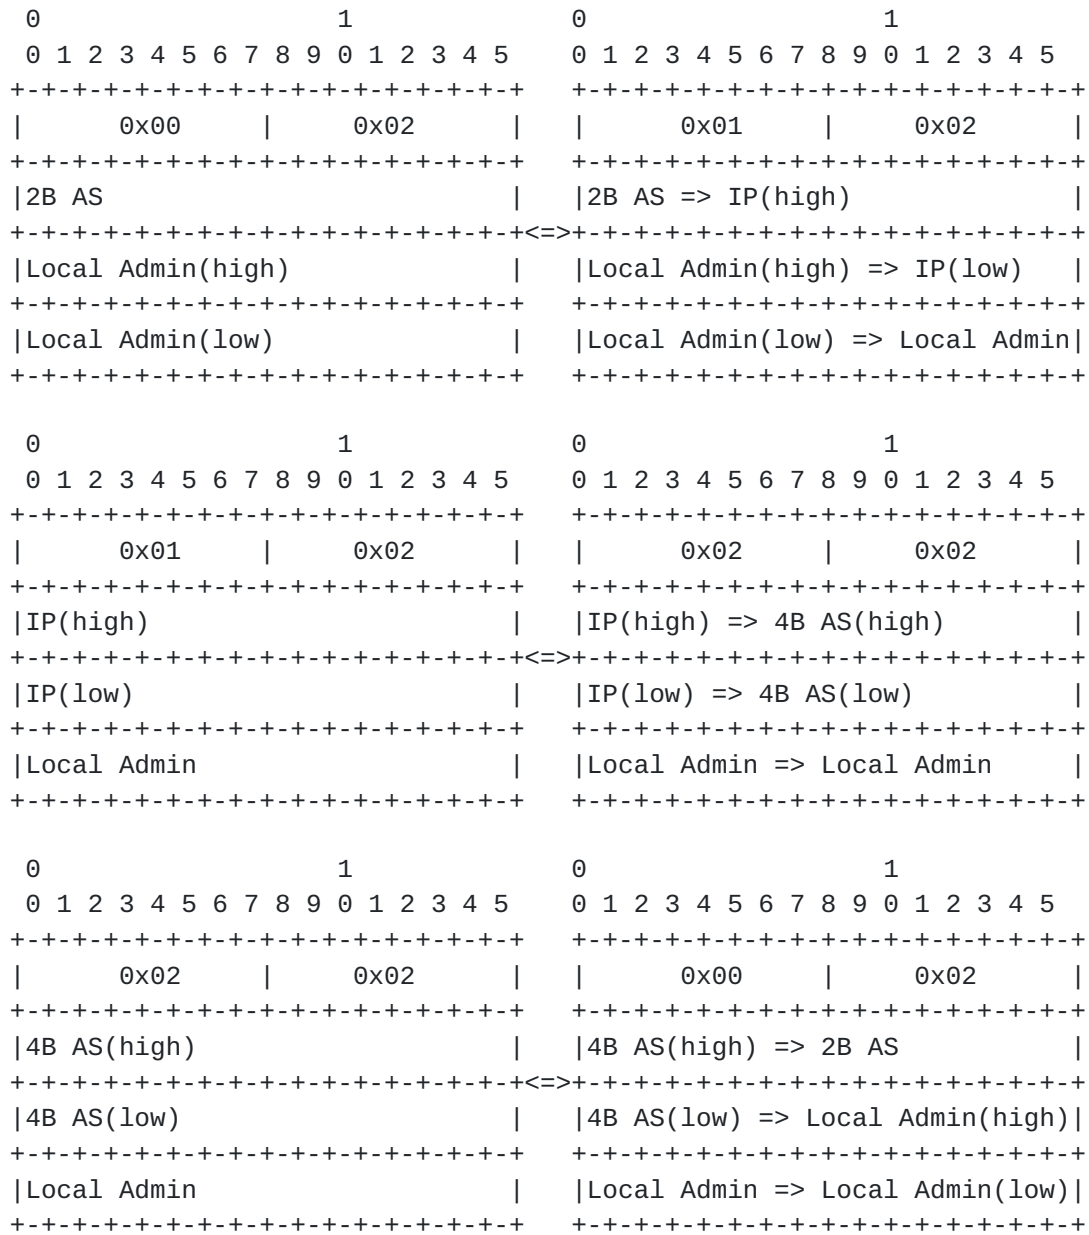 0                   1              0                   1
 0 1 2 3 4 5 6 7 8 9 0 1 2 3 4 5    0 1 2 3 4 5 6 7 8 9 0 1 2 3 4 5
+-+-+-+-+-+-+-+-+-+-+-+-+-+-+-+-+   +-+-+-+-+-+-+-+-+-+-+-+-+-+-+-+-+
|      0x00     |     0x02      |   |      0x01      |     0x02      |
+-+-+-+-+-+-+-+-+-+-+-+-+-+-+-+-+   +-+-+-+-+-+-+-+-+-+-+-+-+-+-+-+-+
|2B AS                          |   |2B AS => IP(high)              |
+-+-+-+-+-+-+-+-+-+-+-+-+-+-+-+-+<=>+-+-+-+-+-+-+-+-+-+-+-+-+-+-+-+-+
|Local Admin(high)              |   |Local Admin(high) => IP(low)   |
+-+-+-+-+-+-+-+-+-+-+-+-+-+-+-+-+   +-+-+-+-+-+-+-+-+-+-+-+-+-+-+-+-+
|Local Admin(low)               |   |Local Admin(low) => Local Admin|
+-+-+-+-+-+-+-+-+-+-+-+-+-+-+-+-+   +-+-+-+-+-+-+-+-+-+-+-+-+-+-+-+-+
 0                   1              0                   1
 0 1 2 3 4 5 6 7 8 9 0 1 2 3 4 5    0 1 2 3 4 5 6 7 8 9 0 1 2 3 4 5
+-+-+-+-+-+-+-+-+-+-+-+-+-+-+-+-+   +-+-+-+-+-+-+-+-+-+-+-+-+-+-+-+-+
|      0x01     |     0x02      |   |      0x02      |     0x02      |
+-+-+-+-+-+-+-+-+-+-+-+-+-+-+-+-+   +-+-+-+-+-+-+-+-+-+-+-+-+-+-+-+-+
|IP(high)                       |   |IP(high) => 4B AS(high)        |
+-+-+-+-+-+-+-+-+-+-+-+-+-+-+-+-+<=>+-+-+-+-+-+-+-+-+-+-+-+-+-+-+-+-+
|IP(low)                        |   |IP(low) => 4B AS(low)          |
+-+-+-+-+-+-+-+-+-+-+-+-+-+-+-+-+   +-+-+-+-+-+-+-+-+-+-+-+-+-+-+-+-+
|Local Admin                    |   |Local Admin => Local Admin     |
+-+-+-+-+-+-+-+-+-+-+-+-+-+-+-+-+   +-+-+-+-+-+-+-+-+-+-+-+-+-+-+-+-+
 0                   1              0                   1
 0 1 2 3 4 5 6 7 8 9 0 1 2 3 4 5    0 1 2 3 4 5 6 7 8 9 0 1 2 3 4 5
+-+-+-+-+-+-+-+-+-+-+-+-+-+-+-+-+   +-+-+-+-+-+-+-+-+-+-+-+-+-+-+-+-+
|      0x02     |     0x02      |   |      0x00      |     0x02      |
+-+-+-+-+-+-+-+-+-+-+-+-+-+-+-+-+   +-+-+-+-+-+-+-+-+-+-+-+-+-+-+-+-+
|4B AS(high)                    |   |4B AS(high) => 2B AS           |
+-+-+-+-+-+-+-+-+-+-+-+-+-+-+-+-+<=>+-+-+-+-+-+-+-+-+-+-+-+-+-+-+-+-+
|4B AS(low)                     |   |4B AS(low) => Local Admin(high)|
+-+-+-+-+-+-+-+-+-+-+-+-+-+-+-+-+   +-+-+-+-+-+-+-+-+-+-+-+-+-+-+-+-+
|Local Admin                    |   |Local Admin => Local Admin(low)|
+-+-+-+-+-+-+-+-+-+-+-+-+-+-+-+-+   +-+-+-+-+-+-+-+-+-+-+-+-+-+-+-+-+